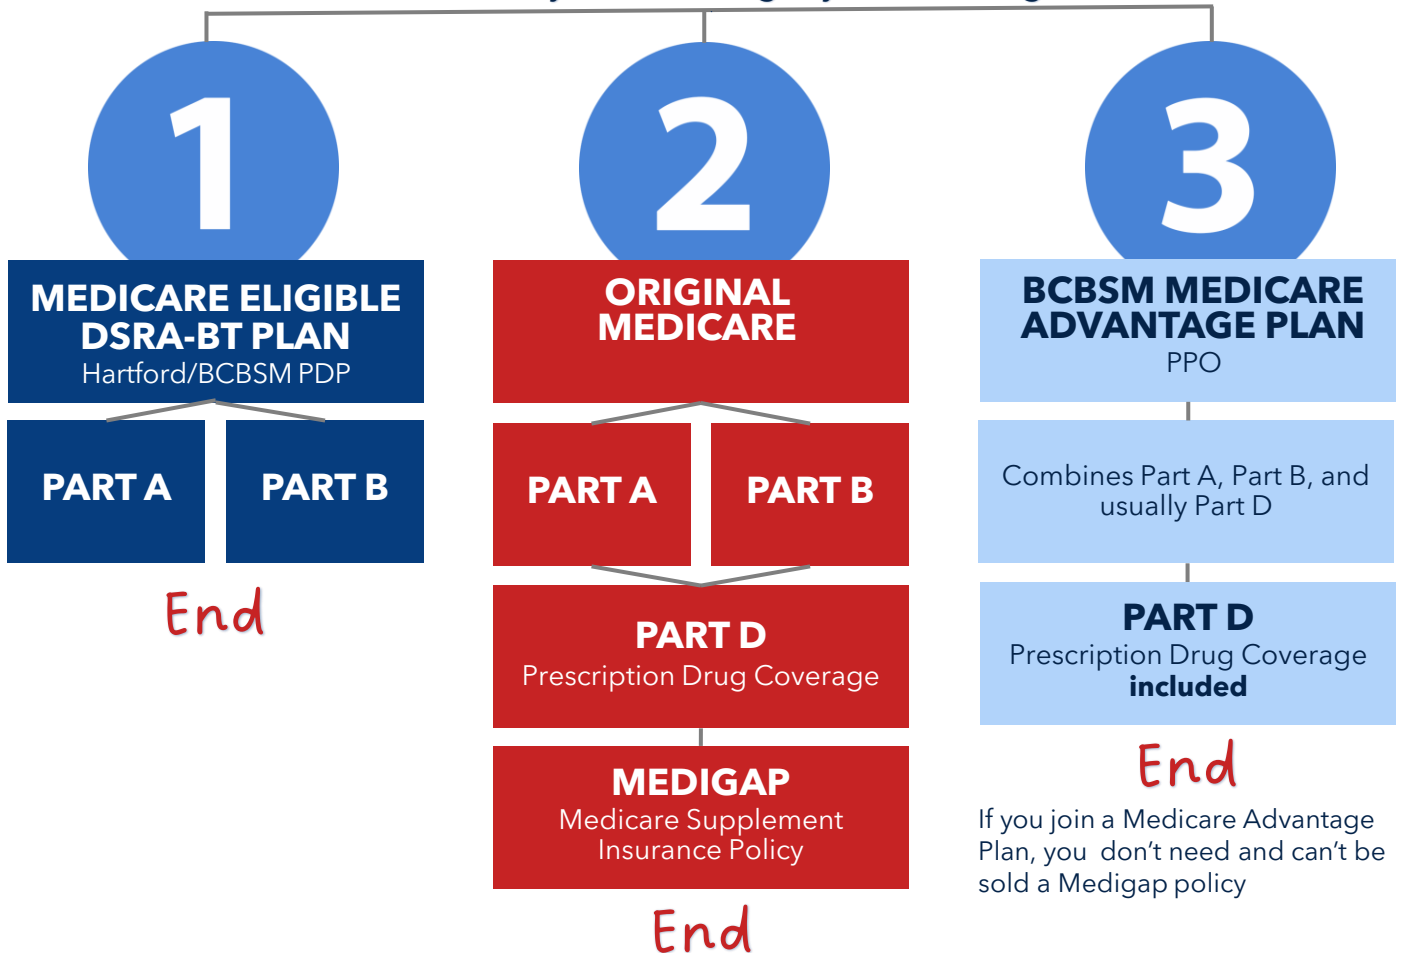 1
2
3
MEDICARE ELIGIBLE
DSRA-BT PLAN
Hartford/BCBSM PDP
PART A
PART B
End
ORIGINAL
MEDICARE
PART A
PART B
PART D
Prescription Drug Coverage
MEDIGAP
Medicare Supplement
Insurance Policy
End
BCBSM MEDICARE
ADVANTAGE PLAN
PPO
Combines Part A, Part B, and
usually Part D
PART D
Prescription Drug Coverage
included
End
If you join a Medicare Advantage
Plan, you don't need and can't be
sold a Medigap policy